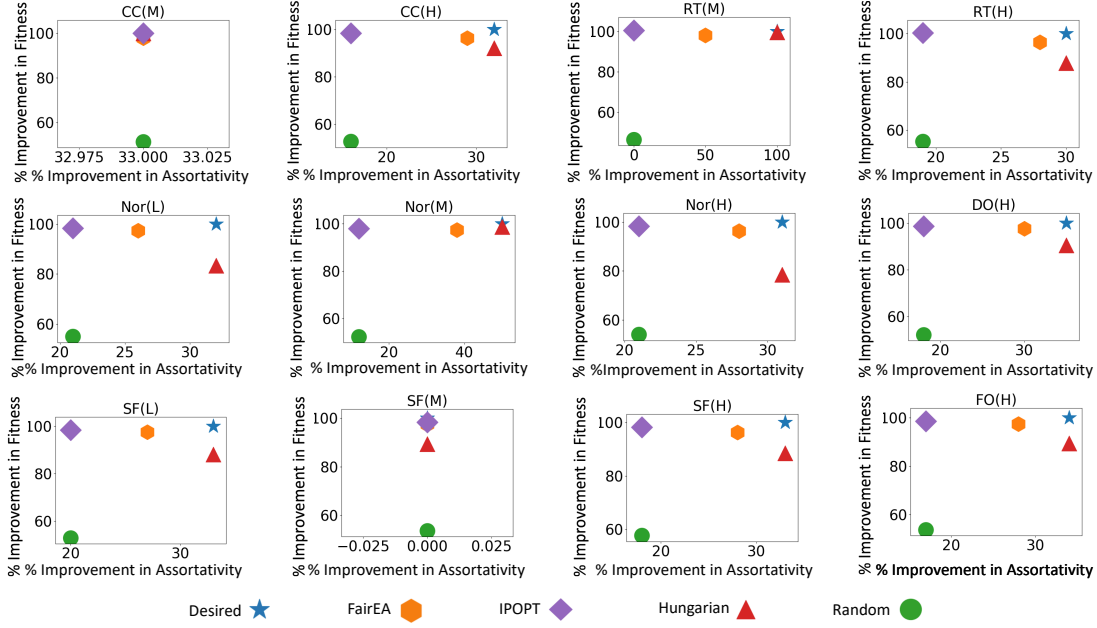 CC(M)
% Improvement in Fitness
100
80
60
32.975 33.000 33.025
% % Improvement in Assortativity
CC(H)
% Improvement in Fitness
100
80
60
20 30
% % Improvement in Assortativity
RT(M)
% Improvement in Fitness
100
80
60
0 50 100
% % Improvement in Assortativity
RT(H)
% Improvement in Fitness
100
80
60
20 25 30
% % Improvement in Assortativity
Nor(L)
% Improvement in Fitness
100
80
60
20 25 30
% % Improvement in Assortativity
Nor(M)
% Improvement in Fitness
100
80
60
20 40
% % Improvement in Assortativity
Nor(H)
% Improvement in Fitness
100
80
60
20 25 30
% %Improvement in Assortativity
DO(H)
% Improvement in Fitness
100
80
60
20 30
% % Improvement in Assortativity
SF(L)
% Improvement in Fitness
100
80
60
20 30
% % Improvement in Assortativity
SF(M)
% Improvement in Fitness
100
80
60
−0.025 0.000 0.025
% % Improvement in Assortativity
SF(H)
% Improvement in Fitness
100
80
60
20 30
% % Improvement in Assortativity
FO(H)
% Improvement in Fitness
100
80
60
20 30
% % Improvement in Assortativity
Desired FairEA IPOPT Hungarian Random